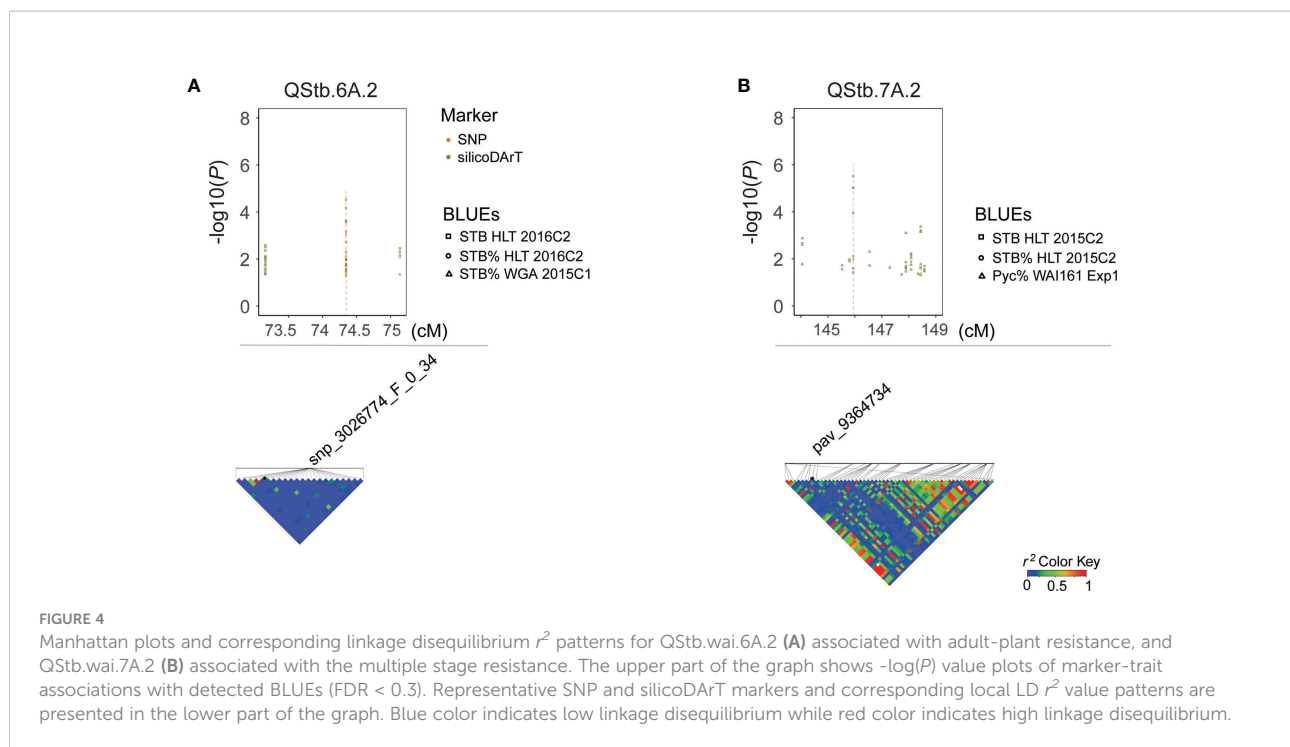 A
QStb.6A.2
8
6
4
2
0
-log10(P)
73.5 74 74.5 75 (cM)
Marker
SNP
silicoDArT
BLUEs
STB HLT 2016C2
STB% HLT 2016C2
STB% WGA 2015C1
snp_3026774_F_0_34
B
QStb.7A.2
8
6
4
2
0
-log10(P)
145 147 149 (cM)
BLUEs
STB HLT 2015C2
STB% HLT 2015C2
Pyc% WAI161 Exp1
pav_9364734
r² Color Key
0 0.5 1
FIGURE 4
Manhattan plots and corresponding linkage disequilibrium r² patterns for QStb.wai.6A.2 (A) associated with adult-plant resistance, and
QStb.wai.7A.2 (B) associated with the multiple stage resistance. The upper part of the graph shows -log(P) value plots of marker-trait
associations with detected BLUEs (FDR < 0.3). Representative SNP and silicoDArT markers and corresponding local LD r² value patterns are
presented in the lower part of the graph. Blue color indicates low linkage disequilibrium while red color indicates high linkage disequilibrium.